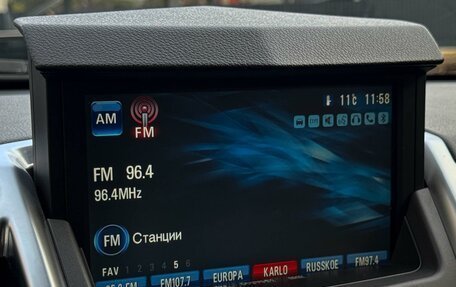 AM
FM
11°C 11:58
FM 96.4
96.4MHz
FM Станции
FAV 1 2 3 4 5 6
FM107.7 EUROPA KARLO RUSSKOE FM97.4